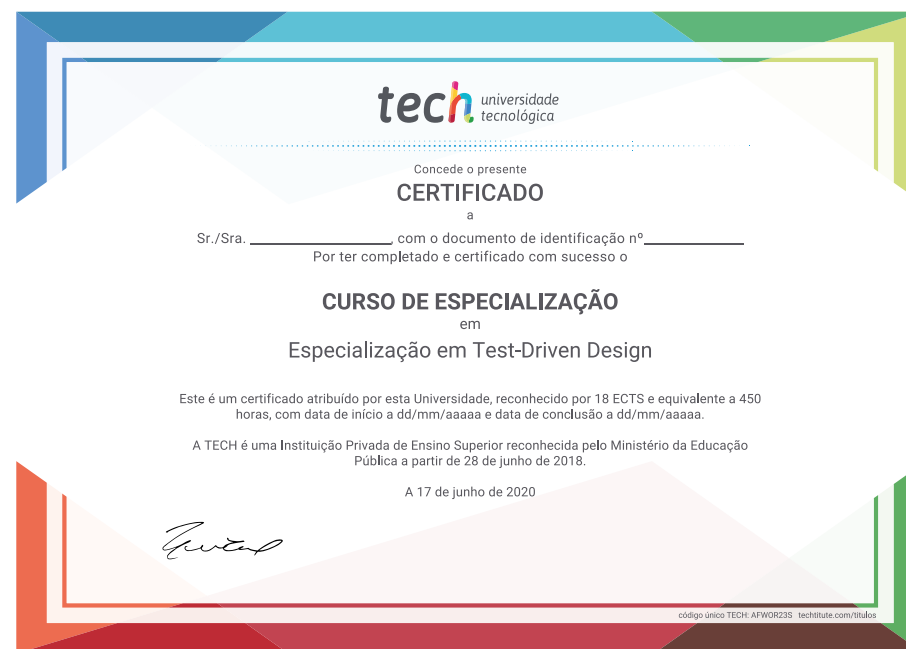 tech universidade
tecnológica
Concede o presente
CERTIFICADO
a
Sr./Sra. , com o documento de identificação nº
Por ter completado e certificado com sucesso o
CURSO DE ESPECIALIZAÇÃO
em
Especialização em Test-Driven Design
Este é um certificado atribuído por esta Universidade, reconhecido por 18 ECTS e equivalente a 450
horas, com data de início a dd/mm/aaaaa e data de conclusão a dd/mm/aaaaa.
A TECH é uma Instituição Privada de Ensino Superior reconhecida pelo Ministério da Educação
Pública a partir de 28 de junho de 2018.
A 17 de junho de 2020
código único TECH: AFWOR23S techtitute.com/titulos